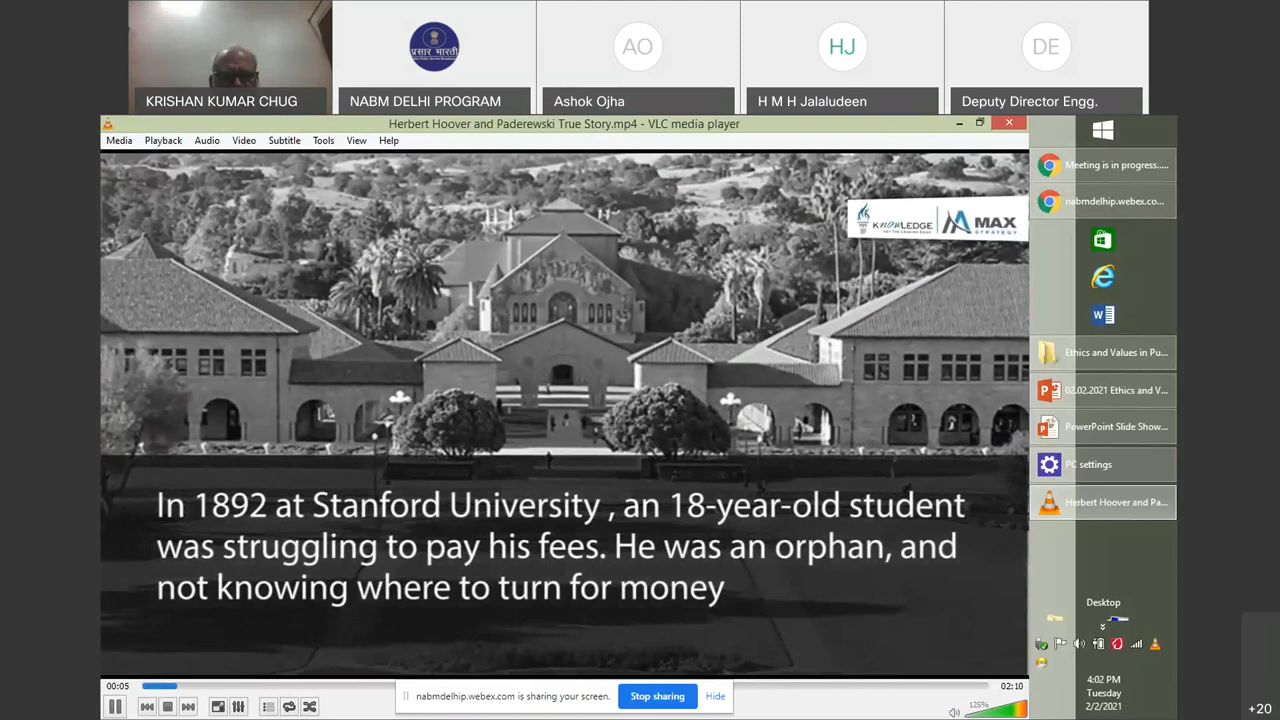 AO
HJ
DE
प्रसार भारती
KRISHAN KUMAR CHUG
NABM DELHI PROGRAM
Ashok Ojha
H M H Jalaludeen
Deputy Director Engg.
Herbert Hoover and Paderewski True Story.mp4 - VLC media player
Media Playback Audio Video Subtitle Tools View Help
KnOWLEDGE
MAX
STRATEGY
In 1892 at Stanford University , an 18-year-old student
was struggling to pay his fees. He was an orphan, and
not knowing where to turn for money
Meeting is in progress.....
nabmdelhip.webex.co...
Ethics and Values in Pu...
02.02.2021 Ethics and V...
PowerPoint Slide Show...
PC settings
Herbert Hoover and Pa...
Desktop
00:05
02:10
nabmdelhip.webex.com is sharing your screen.
Stop sharing
Hide
125%
4:02 PM
Tuesday
2/2/2021
+20